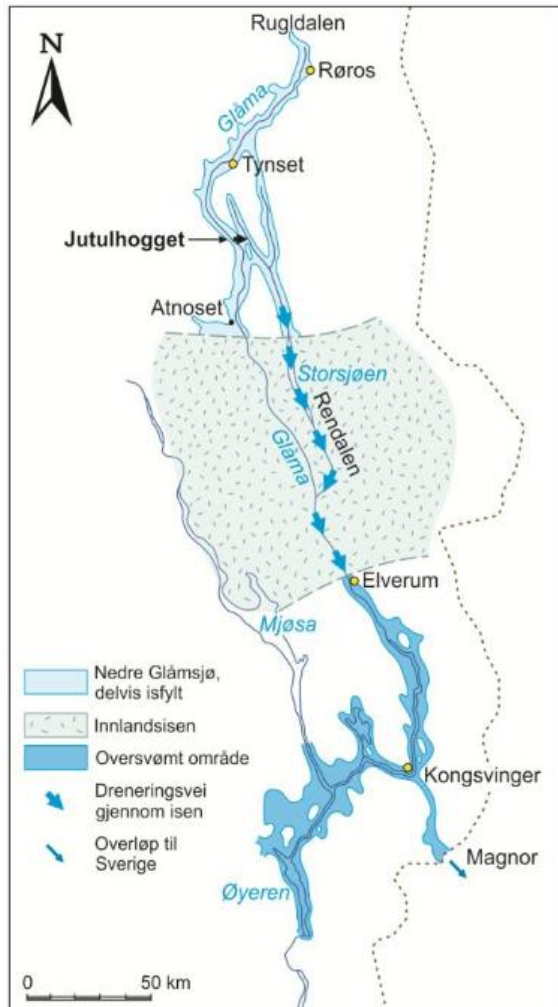 Rugldalen
N
Røros
Glåma
Tynset
Jutulhogget
Atnoset
Storsjøen
Rendalen
Glåma
Elverum
Mjøsa
Nedre Glåmsjø,
delvis isfylt
Innlandsisen
Oversvømt område
Dreneringsvei
gjennom isen
Kongsvinger
Overløp til
Sverige
Magnor
Øyeren
0 50 km